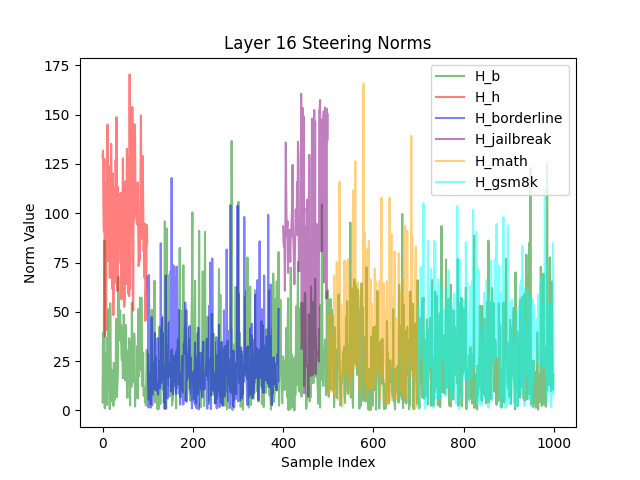 Layer 16 Steering Norms
H_b
H_h
H_borderline
H_jailbreak
H_math
H_gsm8k
Norm Value
175
150
125
100
75
50
25
0
0 200 400 600 800 1000
Sample Index